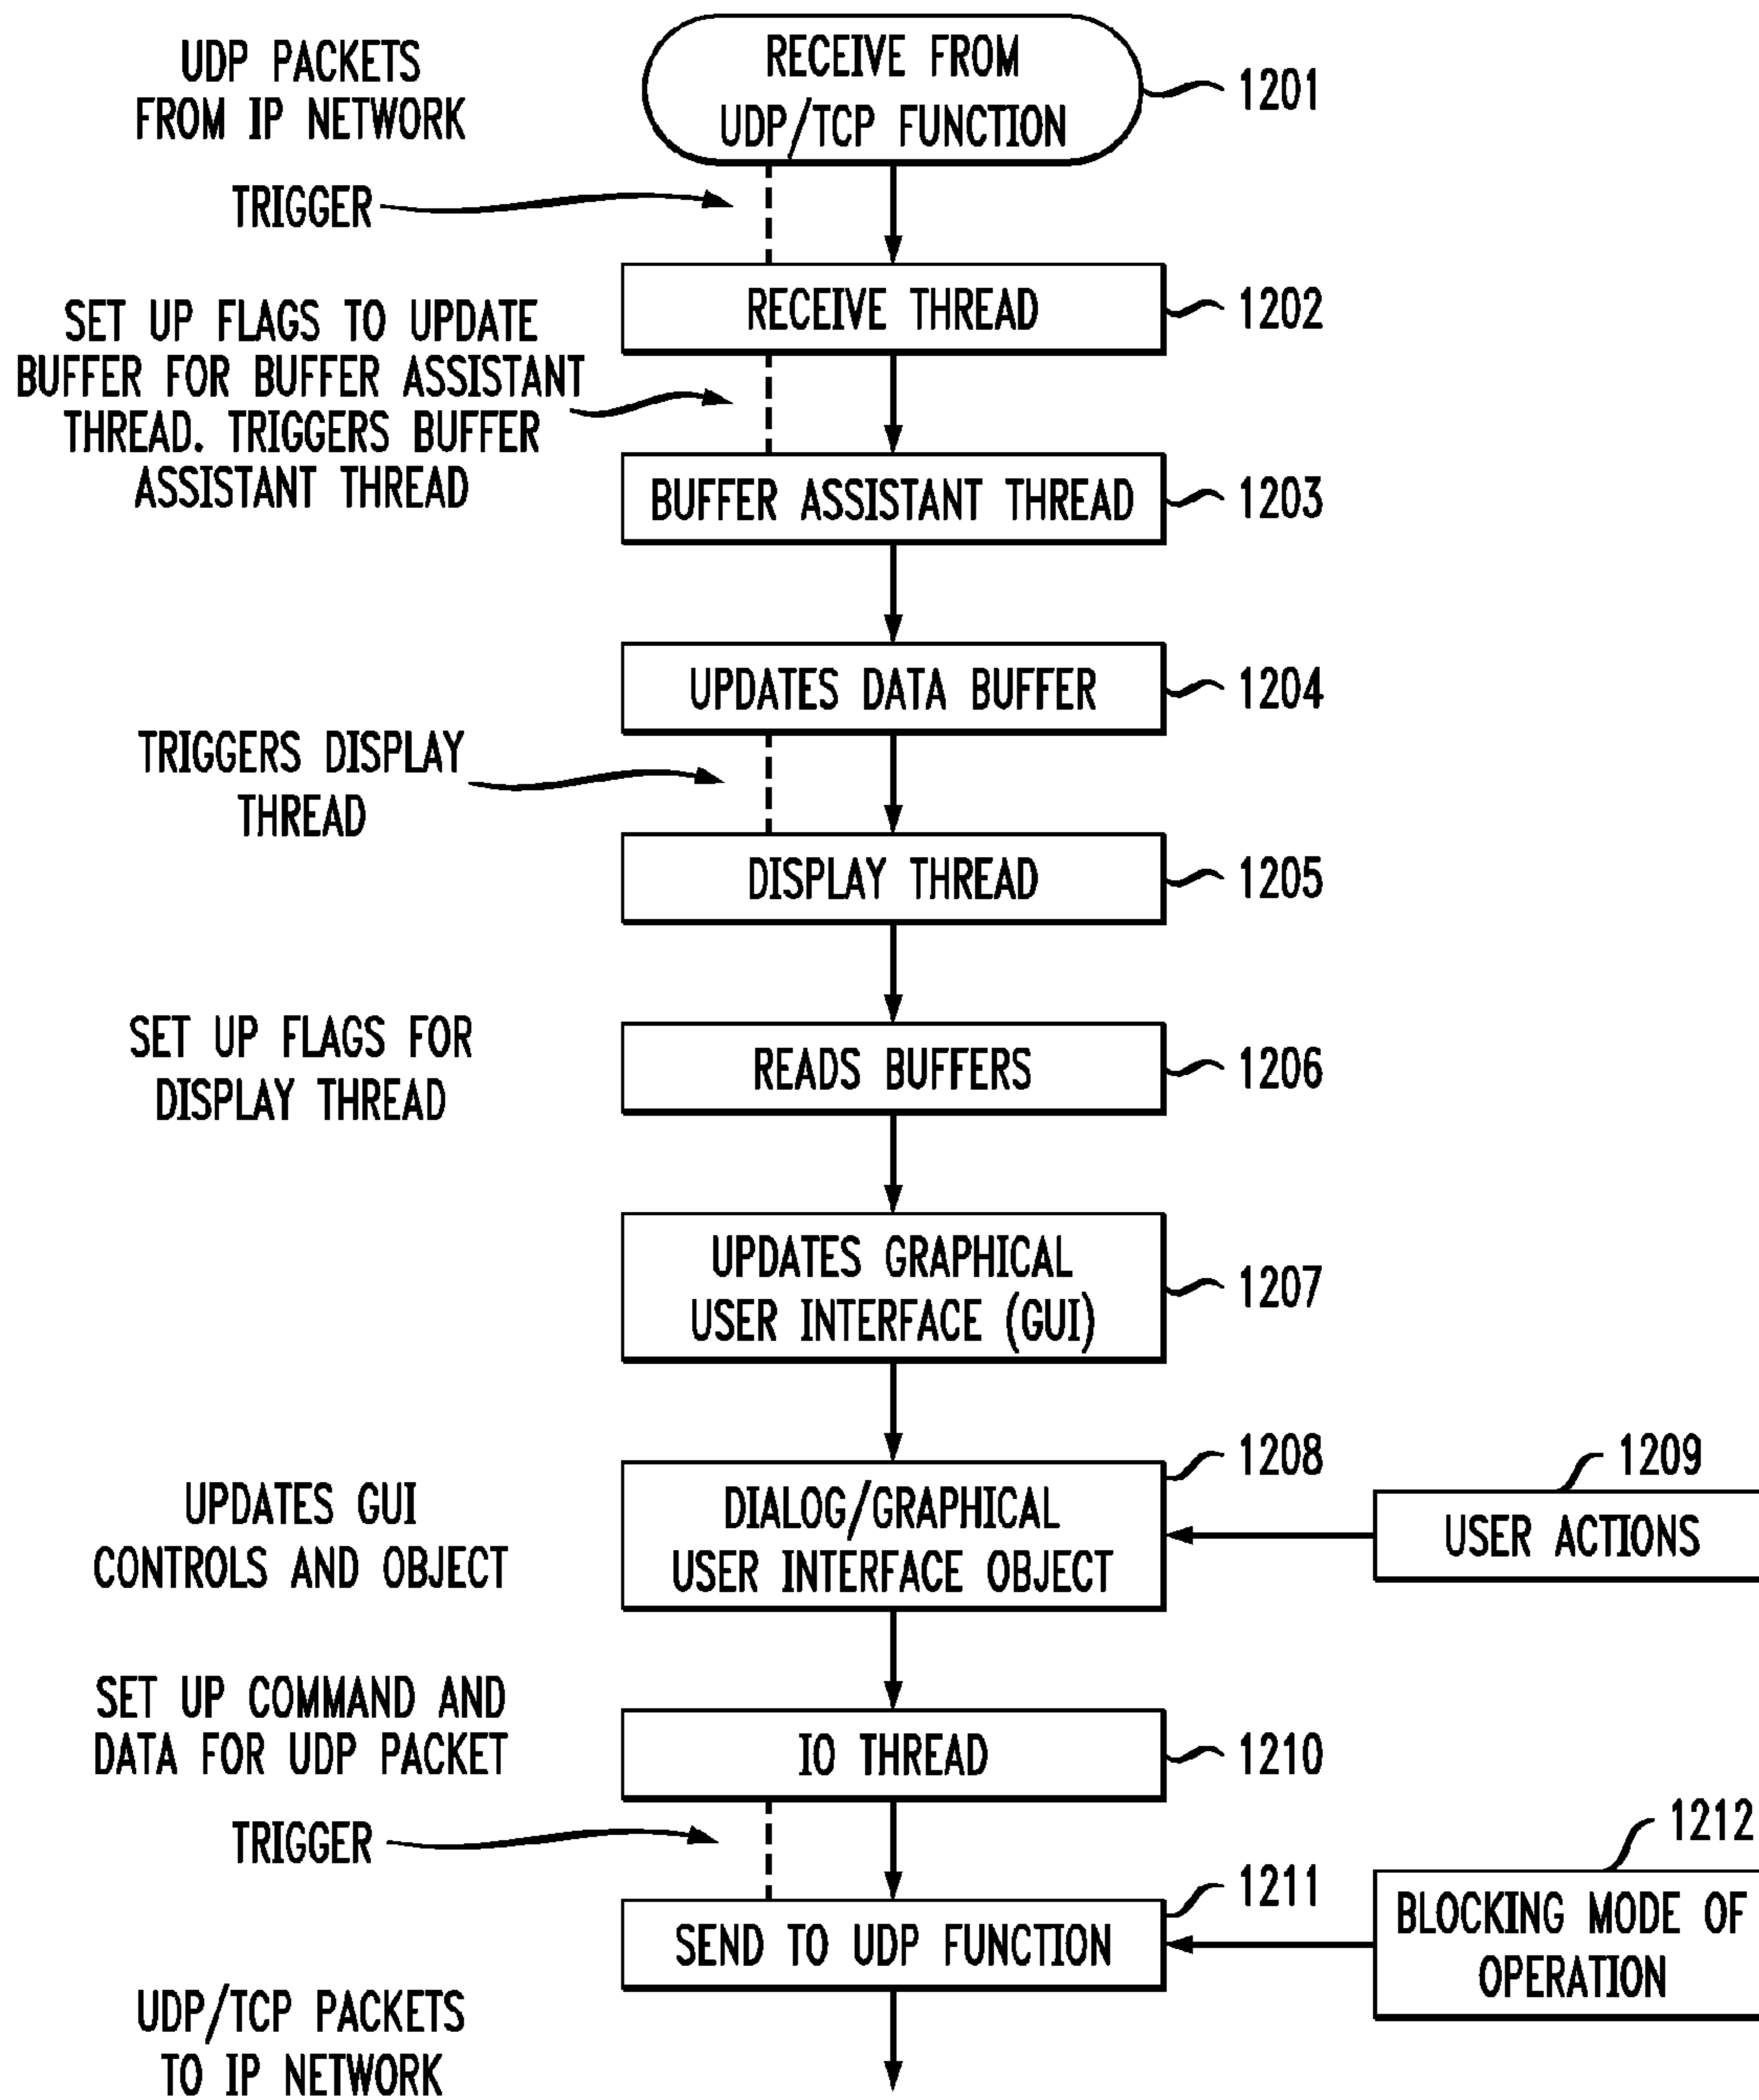 UDP PACKETS
FROM IP NETWORK
RECEIVE FROM
UDP/TCP FUNCTION
1201
TRIGGER
RECEIVE THREAD
1202
SET UP FLAGS TO UPDATE
BUFFER FOR BUFFER ASSISTANT
THREAD. TRIGGERS BUFFER
ASSISTANT THREAD
BUFFER ASSISTANT THREAD
1203
UPDATES DATA BUFFER
1204
TRIGGERS DISPLAY
THREAD
DISPLAY THREAD
1205
SET UP FLAGS FOR
DISPLAY THREAD
READS BUFFERS
1206
UPDATES GRAPHICAL
USER INTERFACE (GUI)
1207
UPDATES GUI
CONTROLS AND OBJECT
DIALOG/GRAPHICAL
USER INTERFACE OBJECT
1208
1209
USER ACTIONS
SET UP COMMAND AND
DATA FOR UDP PACKET
IO THREAD
1210
TRIGGER
SEND TO UDP FUNCTION
1211
1212
BLOCKING MODE OF
OPERATION
UDP/TCP PACKETS
TO IP NETWORK